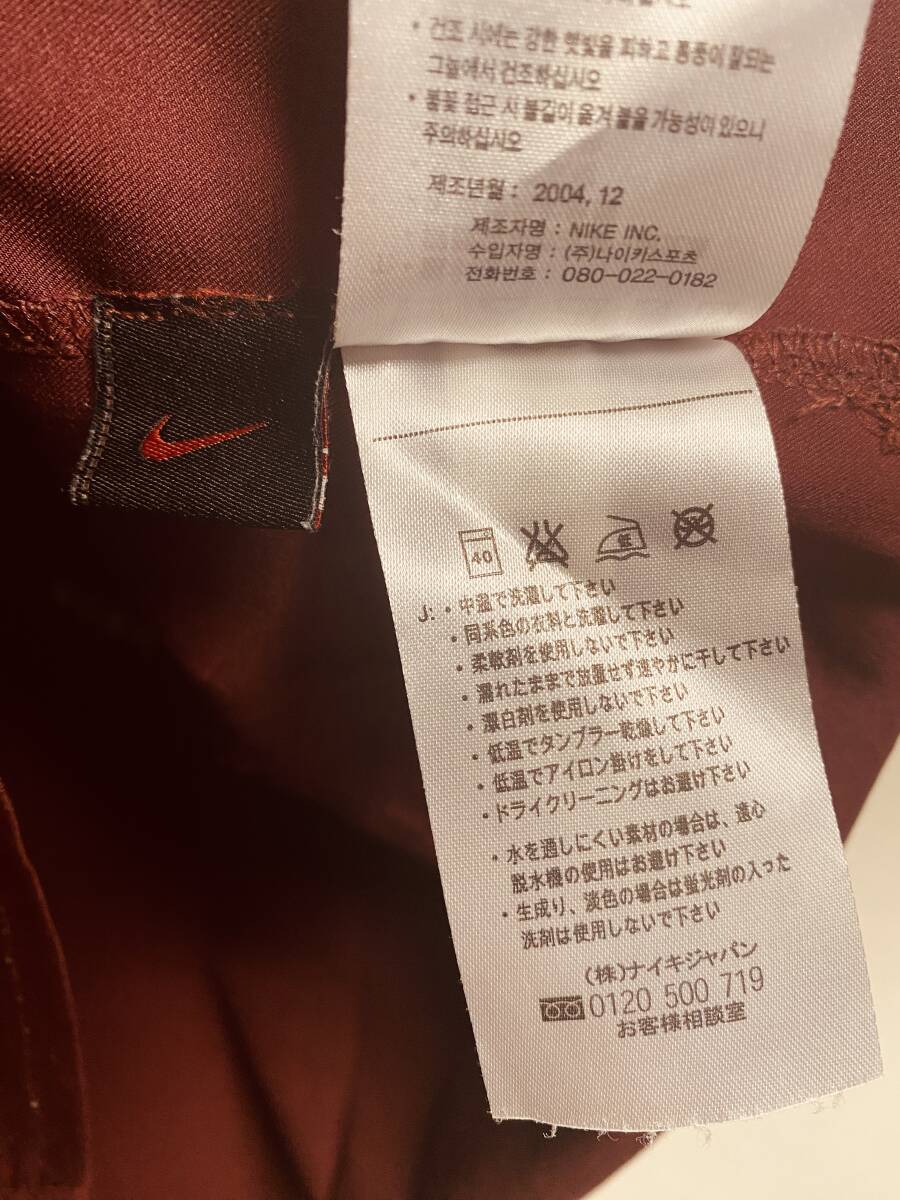 · 건조 시에는 강한 햇빛을 피하고 통풍이 잘되는
그늘에서 건조하십시오
· 불꽃 접근 시 불길이 옮겨 붙을 가능성이 있으니
주의하십시오
제조년월 : 2004, 12
제조자명 : NIKE INC.
수입자명 : (주)나이키스포츠
전화번호 : 080-022-0182
40 低
J: · 中温で洗濯して下さい
· 同系色の衣料と洗濯して下さい
· 柔軟剤を使用しないで下さい
· 濡れたままで放置せず速やかに干して下さい
· 漂白剤を使用しないで下さい
· 低温でタンブラー乾燥して下さい
· 低温でアイロン掛けをして下さい
· ドライクリーニングはお避け下さい
· 水を通しにくい素材の場合は、遠心
脱水機の使用はお避け下さい
· 生成り、淡色の場合は蛍光剤の入った
洗剤は使用しないで下さい
(株)ナイキジャパン
0120 500 719
お客様相談室